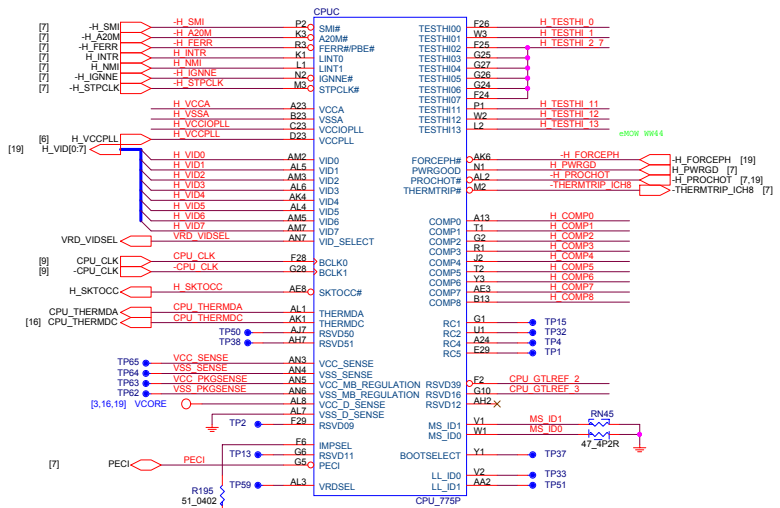 CPUC
[7] -H_SMI -H_SMI P2 SMI# TESTHI00 F26 H_TESTHI_0
[7] -H_A20M -H_A20M K3 A20M# TESTHI01 W3 H_TESTHI_1
[7] -H_FERR -H_FERR R3 FERR#/PBE# TESTHI02 F25 H_TESTHI_2_7
[7] H_INTR H_INTR K1 LINT0 TESTHI03 G25
[7] H_NMI H_NMI L1 LINT1 TESTHI04 G27
[7] -H_IGNNE -H_IGNNE N2 IGNNE# TESTHI05 G26
[7] -H_STPCLK -H_STPCLK M3 STPCLK# TESTHI06 G24
TESTHI07 F24
H_VCCA A23 VCCA TESTHI11 P1 H_TESTHI_11
H_VSSA B23 VSSA TESTHI12 W2 H_TESTHI_12
H_VCCIOPLL C23 VCCIOPLL TESTHI13 L2 H_TESTHI_13
[6] H_VCCPLL H_VCCPLL D23 VCCPLL
eMOW WW44
[19] H_VID[0:7]
H_VID0 AM2 VID0 FORCEPH# AK6 -H_FORCEPH -H_FORCEPH [19]
H_VID1 AL5 VID1 PWRGOOD N1 H_PWRGD H_PWRGD [7]
H_VID2 AM3 VID2 PROCHOT# AL2 -H_PROCHOT -H_PROCHOT [7,19]
H_VID3 AL6 VID3 THERMTRIP# M2 -THERMTRIP_ICH8 -THERMTRIP_ICH8 [7]
H_VID4 AK4 VID4
H_VID5 AL4 VID5
H_VID6 AM5 VID6 COMP0 A13 H_COMP0
H_VID7 AM7 VID7 COMP1 T1 H_COMP1
VRD_VIDSEL VRD_VIDSEL AN7 VID_SELECT COMP2 G2 H_COMP2
COMP3 R1 H_COMP3
[9] CPU_CLK CPU_CLK F28 BCLK0 COMP4 J2 H_COMP4
[9] -CPU_CLK -CPU_CLK G28 BCLK1 COMP5 T2 H_COMP5
COMP6 Y3 H_COMP6
H_SKTOCC H_SKTOCC AE8 SKTOCC# COMP7 AE3 H_COMP7
COMP8 B13 H_COMP8
CPU_THERMDA CPU_THERMDA AL1 THERMDA
[16] CPU_THERMDC CPU_THERMDC AK1 THERMDC RC1 G1 TP15
TP50 AJ7 RSVD50 RC2 U1 TP32
TP38 AH7 RSVD51 RC4 A24 TP4
RC5 E29 TP1
TP65 VCC_SENSE AN3 VCC_SENSE
TP64 VSS_SENSE AN4 VSS_SENSE
TP63 VCC_PKGSENSE AN5 VCC_MB_REGULATION RSVD39 F2 CPU_GTLREF_2
TP62 VSS_PKGSENSE AN6 VSS_MB_REGULATION RSVD16 G10 CPU_GTLREF_3
[3,16,19] VCORE AL8 VCC_D_SENSE RSVD12 AH2
AL7 VSS_D_SENSE
TP2 F29 RSVD09 MS_ID1 V1 MS_ID1 RN45
MS_ID0 W1 MS_ID0 47_4P2R
F6 IMPSEL
TP13 G6 RSVD11 BOOTSELECT Y1 TP37
[7] PECI PECI G5 PECI
LL_ID0 V2 TP33
TP59 AL3 VRDSEL LL_ID1 AA2 TP51
R195
51_0402
CPU_775P